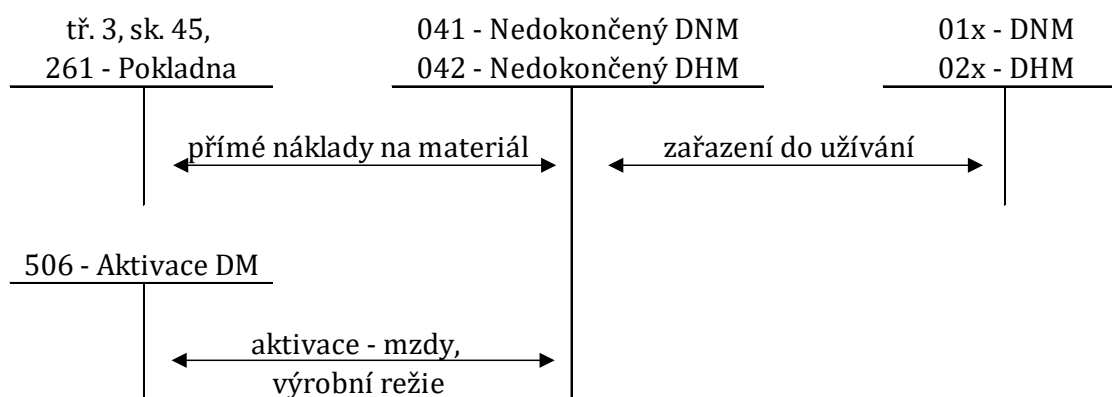 tř. 3, sk. 45,
261 - Pokladna
041 - Nedokončený DNM
042 - Nedokončený DHM
01x - DNM
02x - DHM
přímé náklady na materiál
zařazení do užívání
506 - Aktivace DM
aktivace - mzdy,
výrobní režie